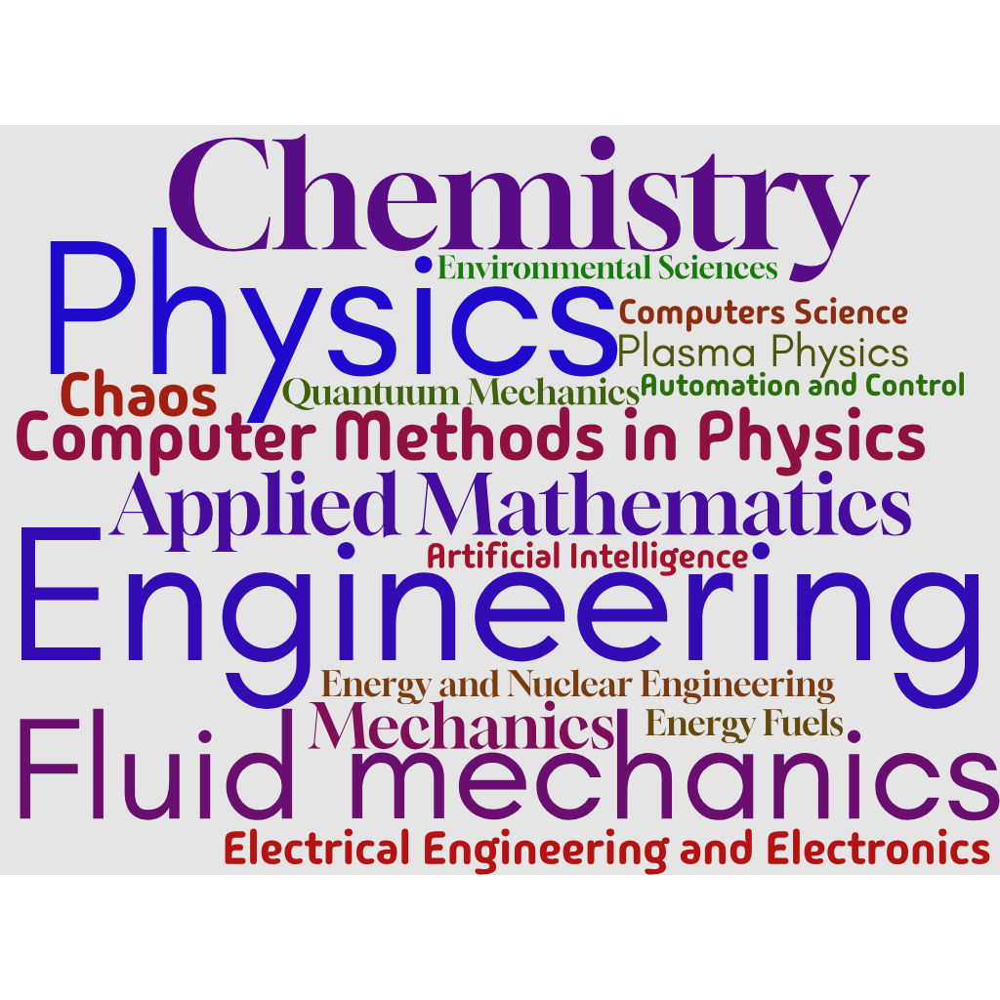 Chemistry
Environmental Sciences
Physics
Computers Science
Plasma Physics
Automation and Control
Chaos
Quantuum Mechanics
Computer Methods in Physics
Applied Mathematics
Artificial Intelligence
Engineering
Energy and Nuclear Engineering
Mechanics
Energy Fuels
Fluid mechanics
Electrical Engineering and Electronics